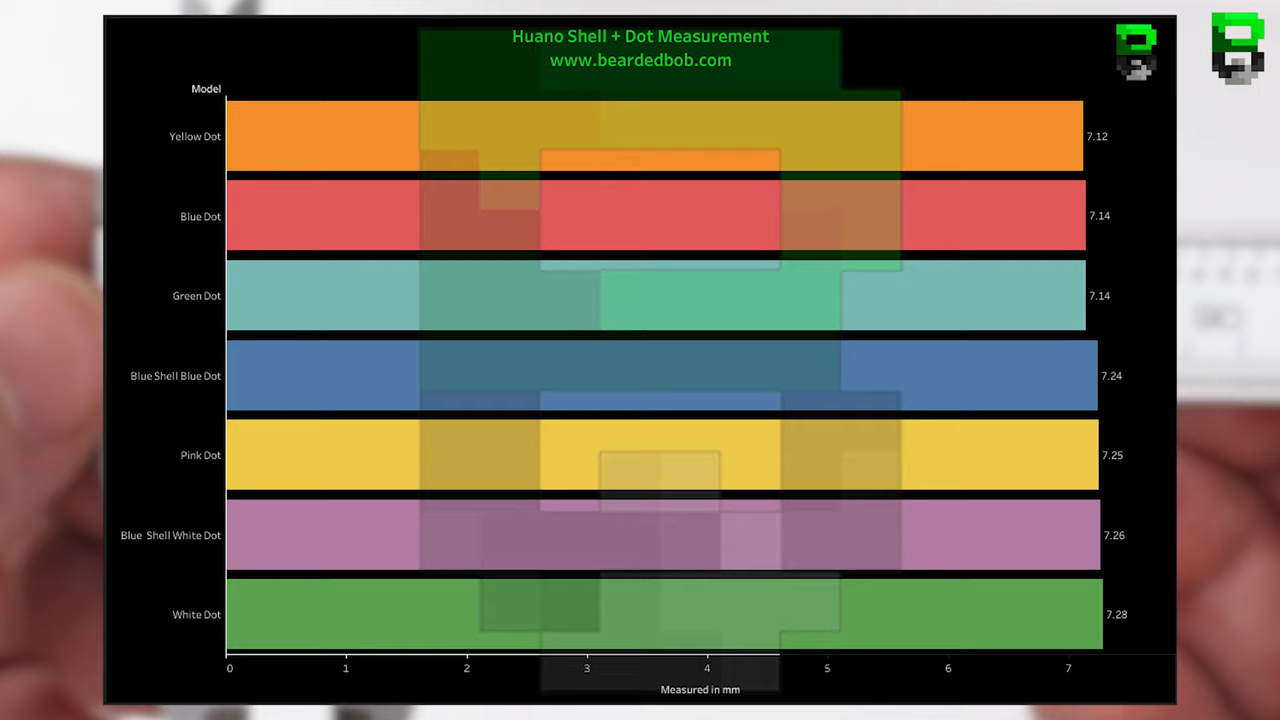 Huano Shell + Dot Measurement
www.beardedbob.com
Model
Yellow Dot 7.12
Blue Dot 7.14
Green Dot 7.14
Blue Shell Blue Dot 7.24
Pink Dot 7.25
Blue Shell White Dot 7.26
White Dot 7.28
0 1 2 3 4 5 6 7
Measured in mm